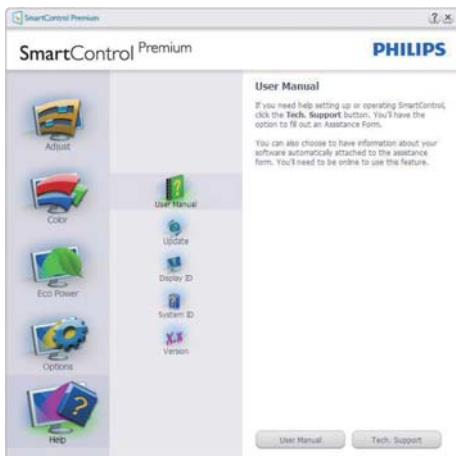 SmartControl Premium
? ×
SmartControl Premium
PHILIPS
Adjust
Color
Eco Power
Options
Help
User Manual
Update
Display ID
System ID
X.X
Version
User Manual
If you need help setting up or operating SmartControl,
click the Tech. Support button. You'll have the
option to fill out an Assistance Form.
You can also choose to have information about your
software automatically attached to the assistance
form. You'll need to be online to use this feature.
User Manual
Tech. Support